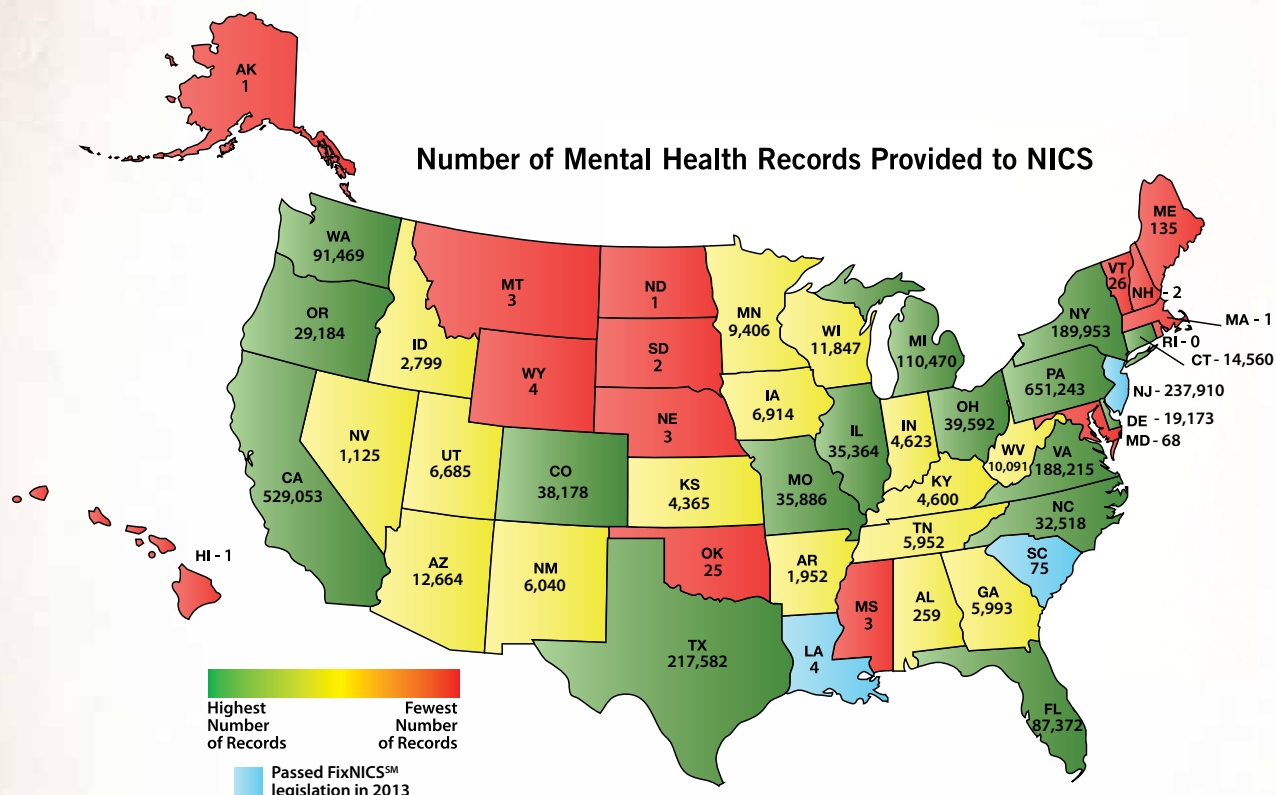 AK
1
Number of Mental Health Records Provided to NICS
WA
91,469
OR
29,184
ID
2,799
MT
3
ND
1
MN
9,406
WI
11,847
MI
110,470
NY
189,953
VT
26
NH - 2
ME
135
MA - 1
RI - 0
CT - 14,560
NJ - 237,910
DE - 19,173
MD - 68
PA
651,243
WY
4
SD
2
NE
3
IA
6,914
IL
35,364
IN
4,623
OH
39,592
WV
10,091
VA
188,215
NV
1,125
UT
6,685
CO
38,178
KS
4,365
MO
35,886
KY
4,600
NC
32,518
TN
5,952
SC
75
CA
529,053
AZ
12,664
NM
6,040
OK
25
AR
1,952
MS
3
AL
259
GA
5,993
HI - 1
TX
217,582
LA
4
FL
87,372
Highest
Number
of Records
Fewest
Number
of Records
Passed FixNICS℠
legislation in 2013